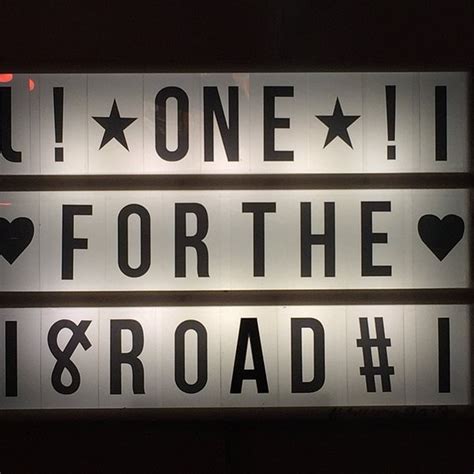 ! ★ ONE ★ ! I
♥ FOR THE ♥
I & ROAD # I